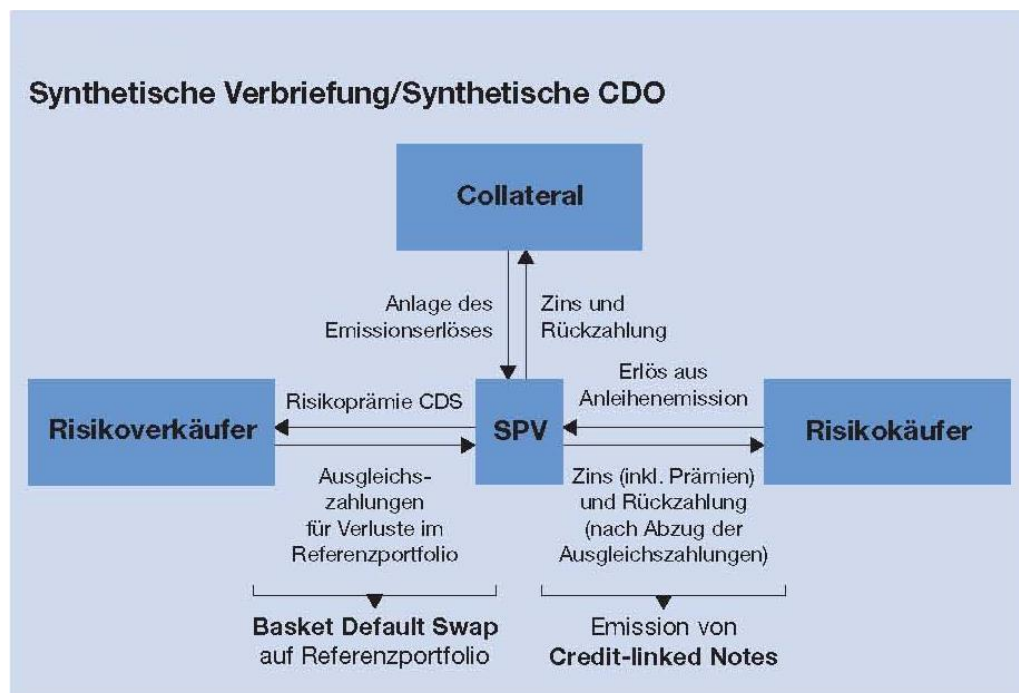 Synthetische Verbriefung/Synthetische CDO
Collateral
Anlage des
Emissionserlöses
Zins und
Rückzahlung
Risikoverkäufer
Risikoprämie CDS
SPV
Erlös aus
Anleihenemission
Risikokäufer
Ausgleichs-
zahlungen
für Verluste im
Referenzportfolio
Zins (inkl. Prämien)
und Rückzahlung
(nach Abzug der
Ausgleichszahlungen)
Basket Default Swap
auf Referenzportfolio
Emission von
Credit-linked Notes